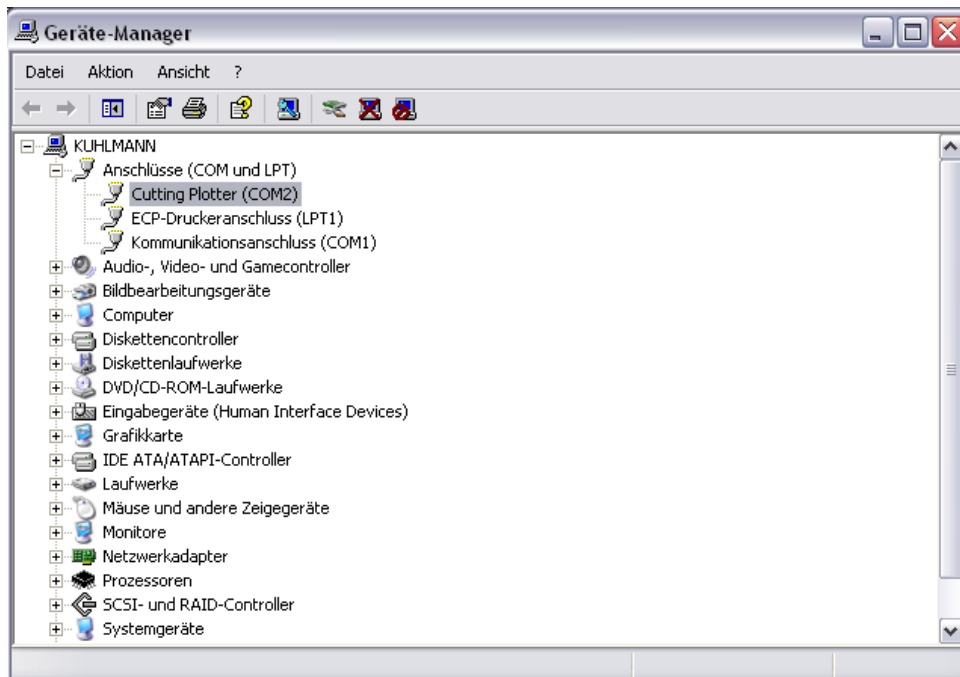 Geräte-Manager
Datei Aktion Ansicht ?
KUHLMANN
Anschlüsse (COM und LPT)
Cutting Plotter (COM2)
ECP-Druckeranschluss (LPT1)
Kommunikationsanschluss (COM1)
Audio-, Video- und Gamecontroller
Bildbearbeitungsgeräte
Computer
Diskettencontroller
Diskettenlaufwerke
DVD/CD-ROM-Laufwerke
Eingabegeräte (Human Interface Devices)
Grafikkarte
IDE ATA/ATAPI-Controller
Laufwerke
Mäuse und andere Zeigegeräte
Monitore
Netzwerkadapter
Prozessoren
SCSI- und RAID-Controller
Systemgeräte